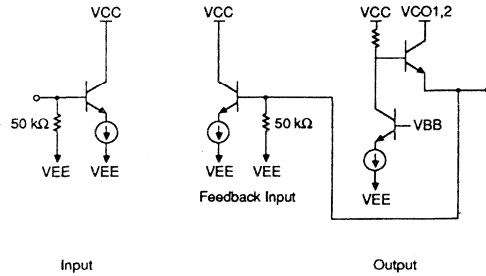 VCC VCC VCC VCO1,2
50 kΩ 50 kΩ VBB
VEE VEE VEE VEE
Feedback Input VEE
Input Output